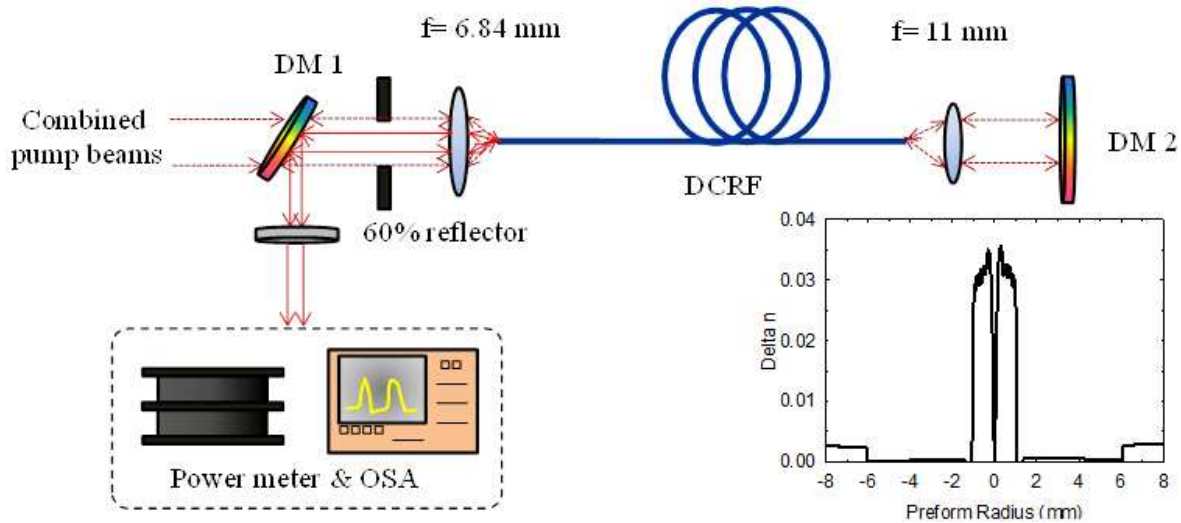 f= 6.84 mm
f= 11 mm
DM 1
Combined
pump beams
DM 2
DCRF
60% reflector
Power meter & OSA
0.04
0.03
0.02
0.01
0.00
Delta n
-8 -6 -4 -2 0 2 4 6 8
Preform Radius (mm)